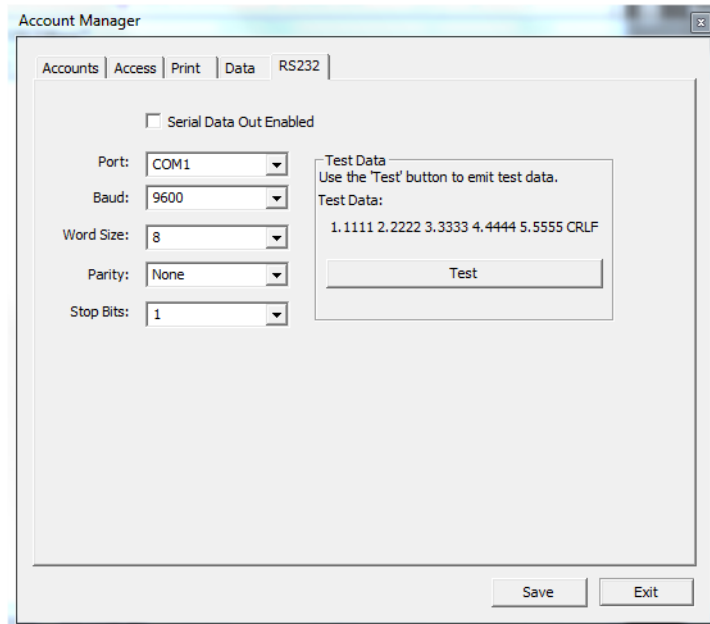 Account Manager
x
Accounts Access Print Data RS232
Serial Data Out Enabled
Port: COM1
Baud: 9600
Word Size: 8
Parity: None
Stop Bits: 1
Test Data
Use the 'Test' button to emit test data.
Test Data:
1.1111 2.2222 3.3333 4.4444 5.5555 CRLF
Test
Save Exit